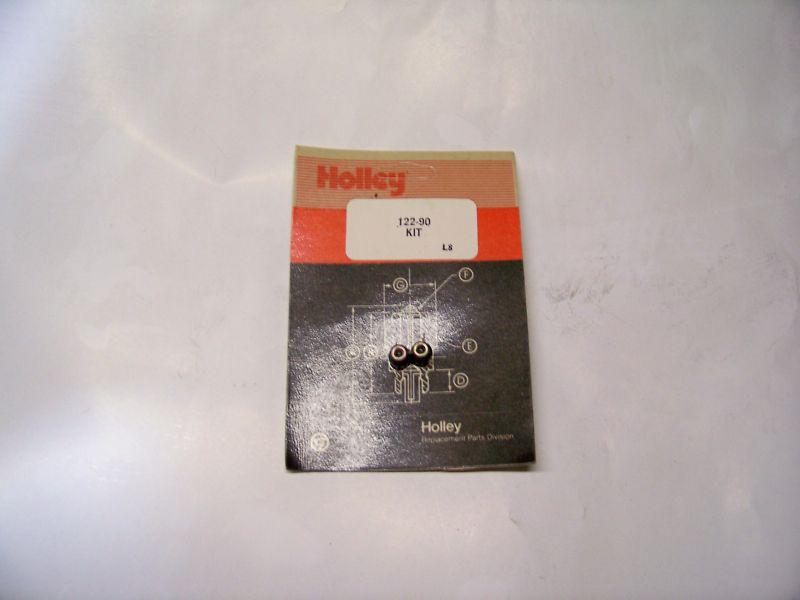 Holley
122-90
KIT
L8
F
G
E
D
Holley
Replacement Parts Division